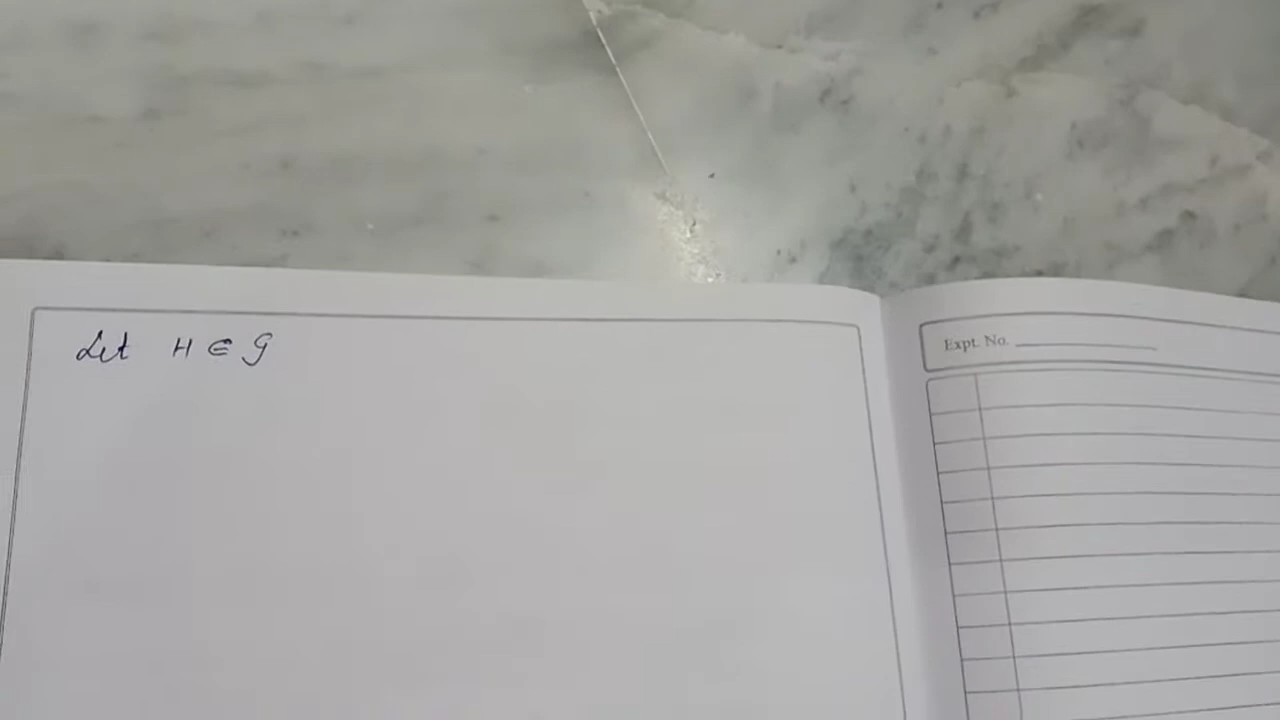 Let H ∈ G
Expt. No.